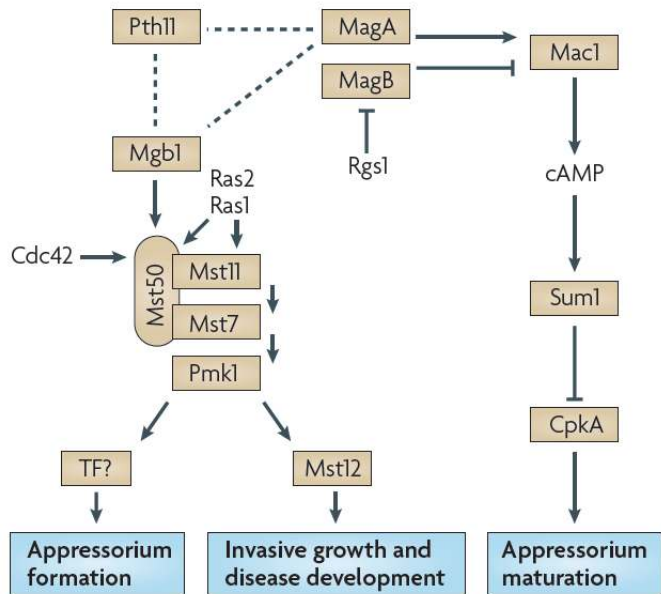 Pth11
MagA
Mac1
MagB
Mgb1
Rgs1
cAMP
Ras2
Ras1
Cdc42
Mst50
Mst11
Sum1
Mst7
Pmk1
CpkA
TF?
Mst12
Appressorium
formation
Invasive growth and
disease development
Appressorium
maturation